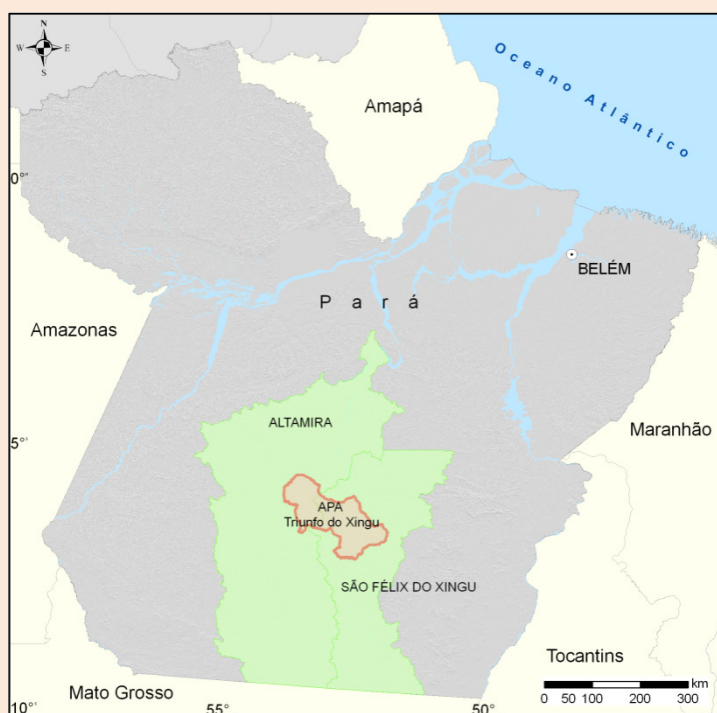 N
W E
S
Oceano Atlântico
Amapá
0°
BELÉM
Pará
Amazonas
ALTAMIRA
Maranhão
5°
APA
Triunfo do Xingu
SÃO FÉLIX DO XINGU
Tocantins
Mato Grosso
km
0 50 100 200 300
10°
55°
50°